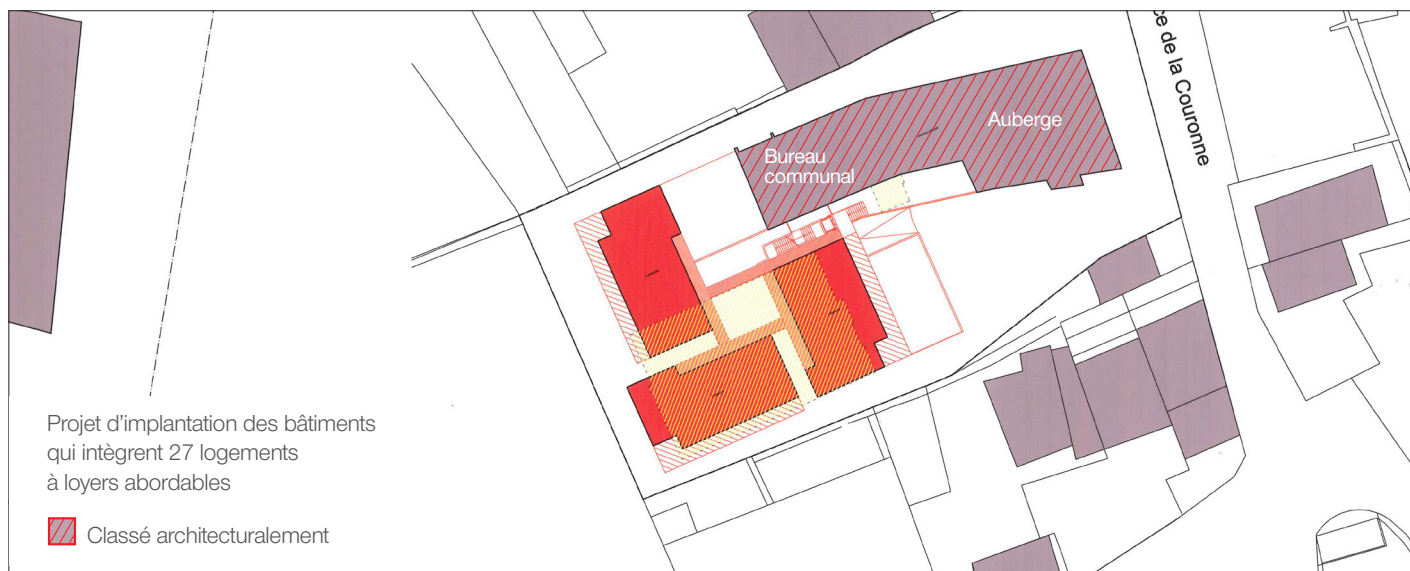 ce de la Couronne
Auberge
Bureau
communal
Projet d'implantation des bâtiments
qui intègrent 27 logements
à loyers abordables
Classé architecturalement